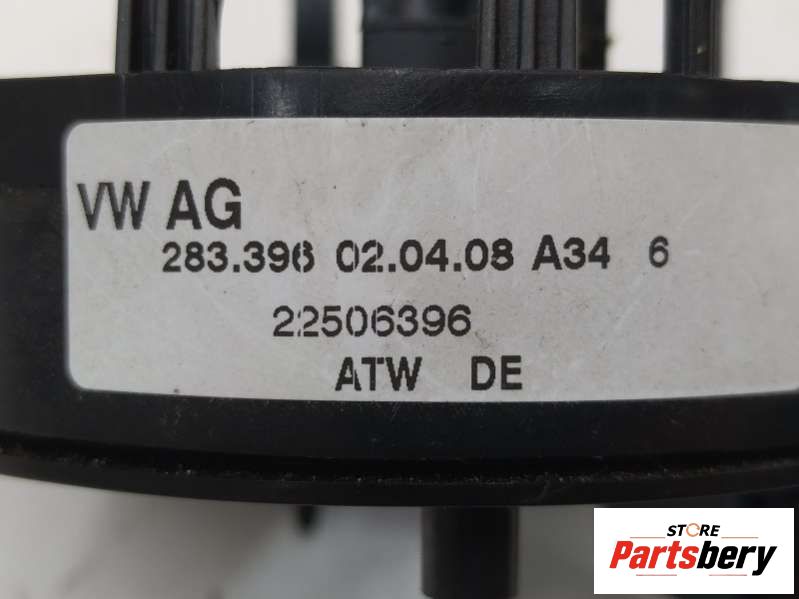 VW AG
283.396 02.04.08 A34 6
22506396
ATW DE
STORE
Partsbery